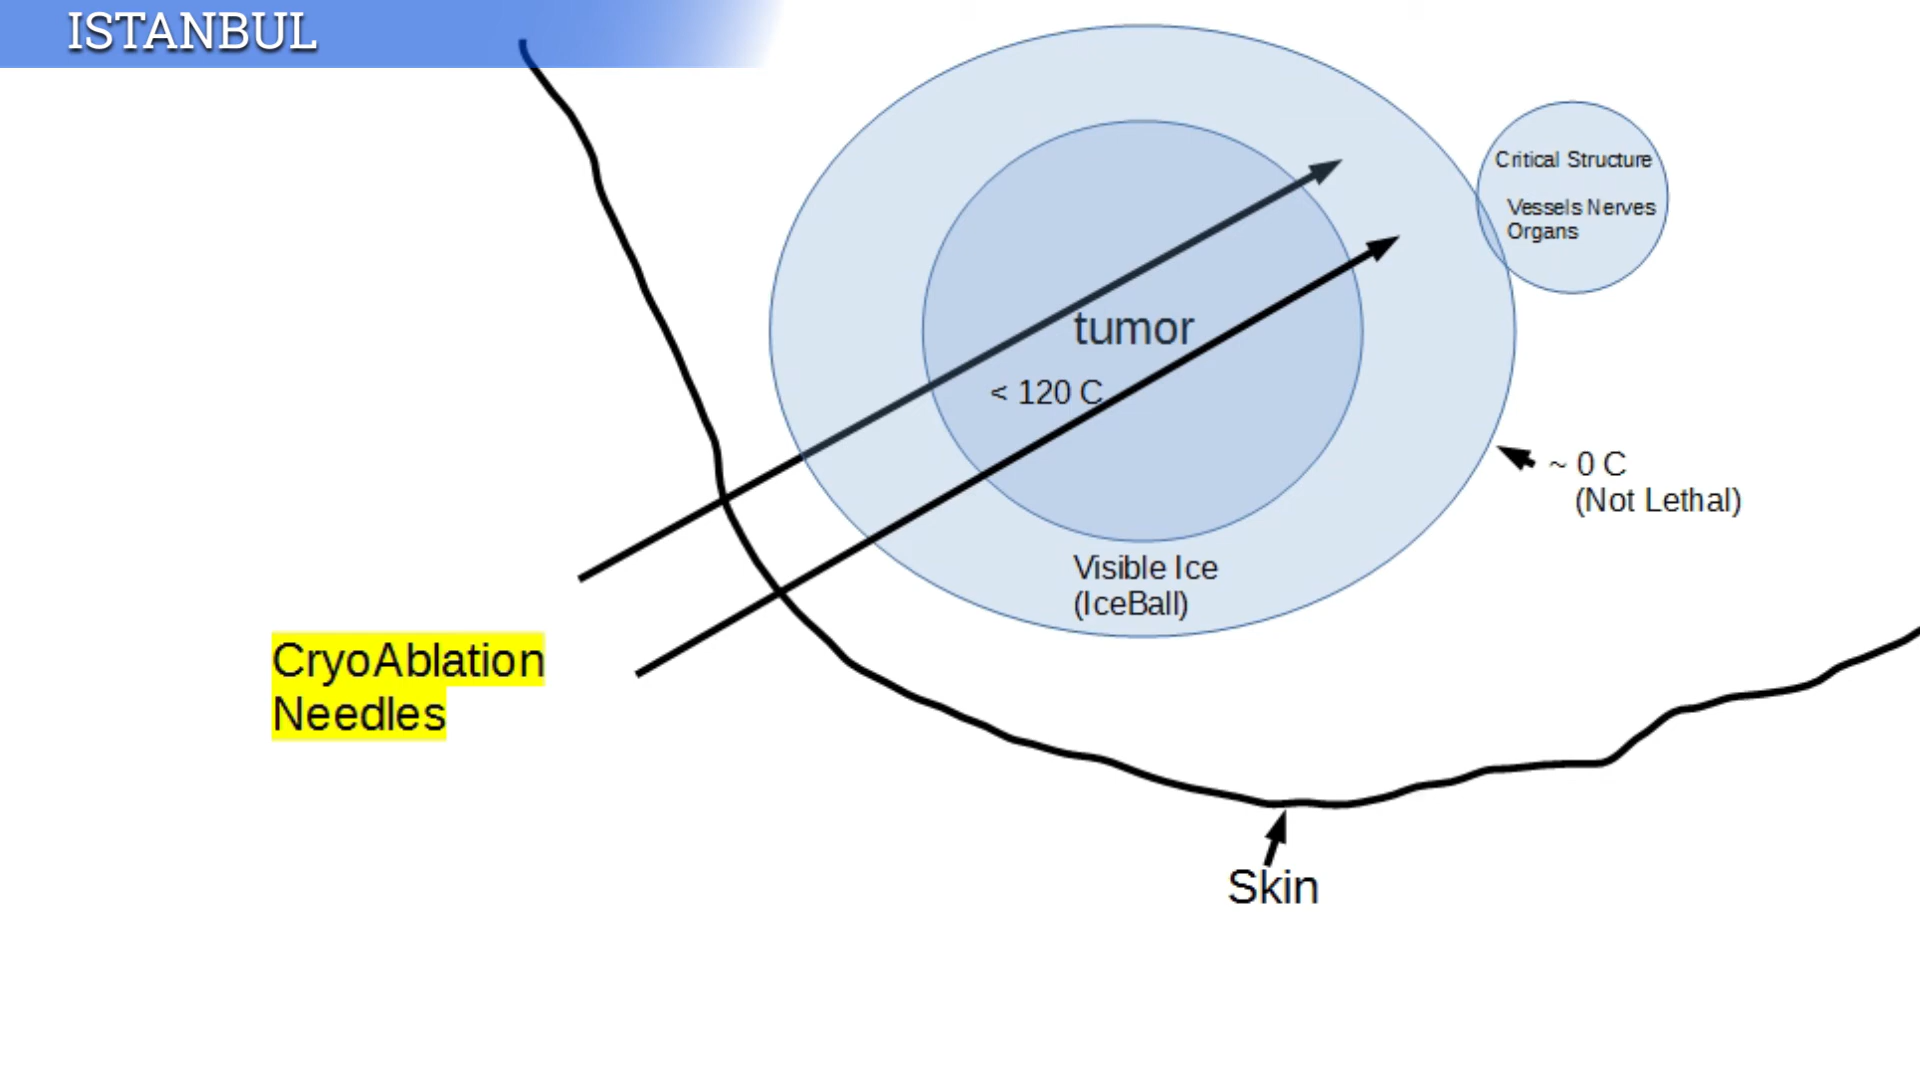 ISTANBUL
Critical Structure
Vessels Nerves
Organs
tumor
< 120 C
~ 0 C
(Not Lethal)
Visible Ice
(IceBall)
CryoAblation
Needles
Skin